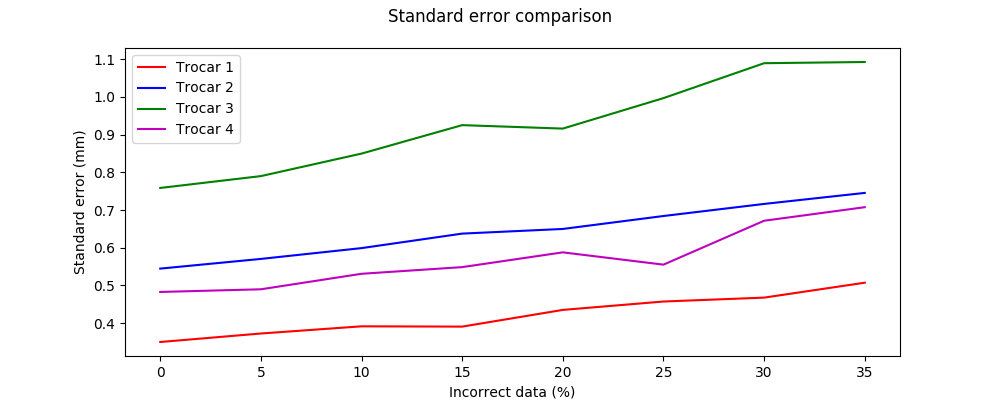 Standard error comparison
Trocar 1
Trocar 2
Trocar 3
Trocar 4
Standard error (mm)
1.1
1.0
0.9
0.8
0.7
0.6
0.5
0.4
0 5 10 15 20 25 30 35
Incorrect data (%)